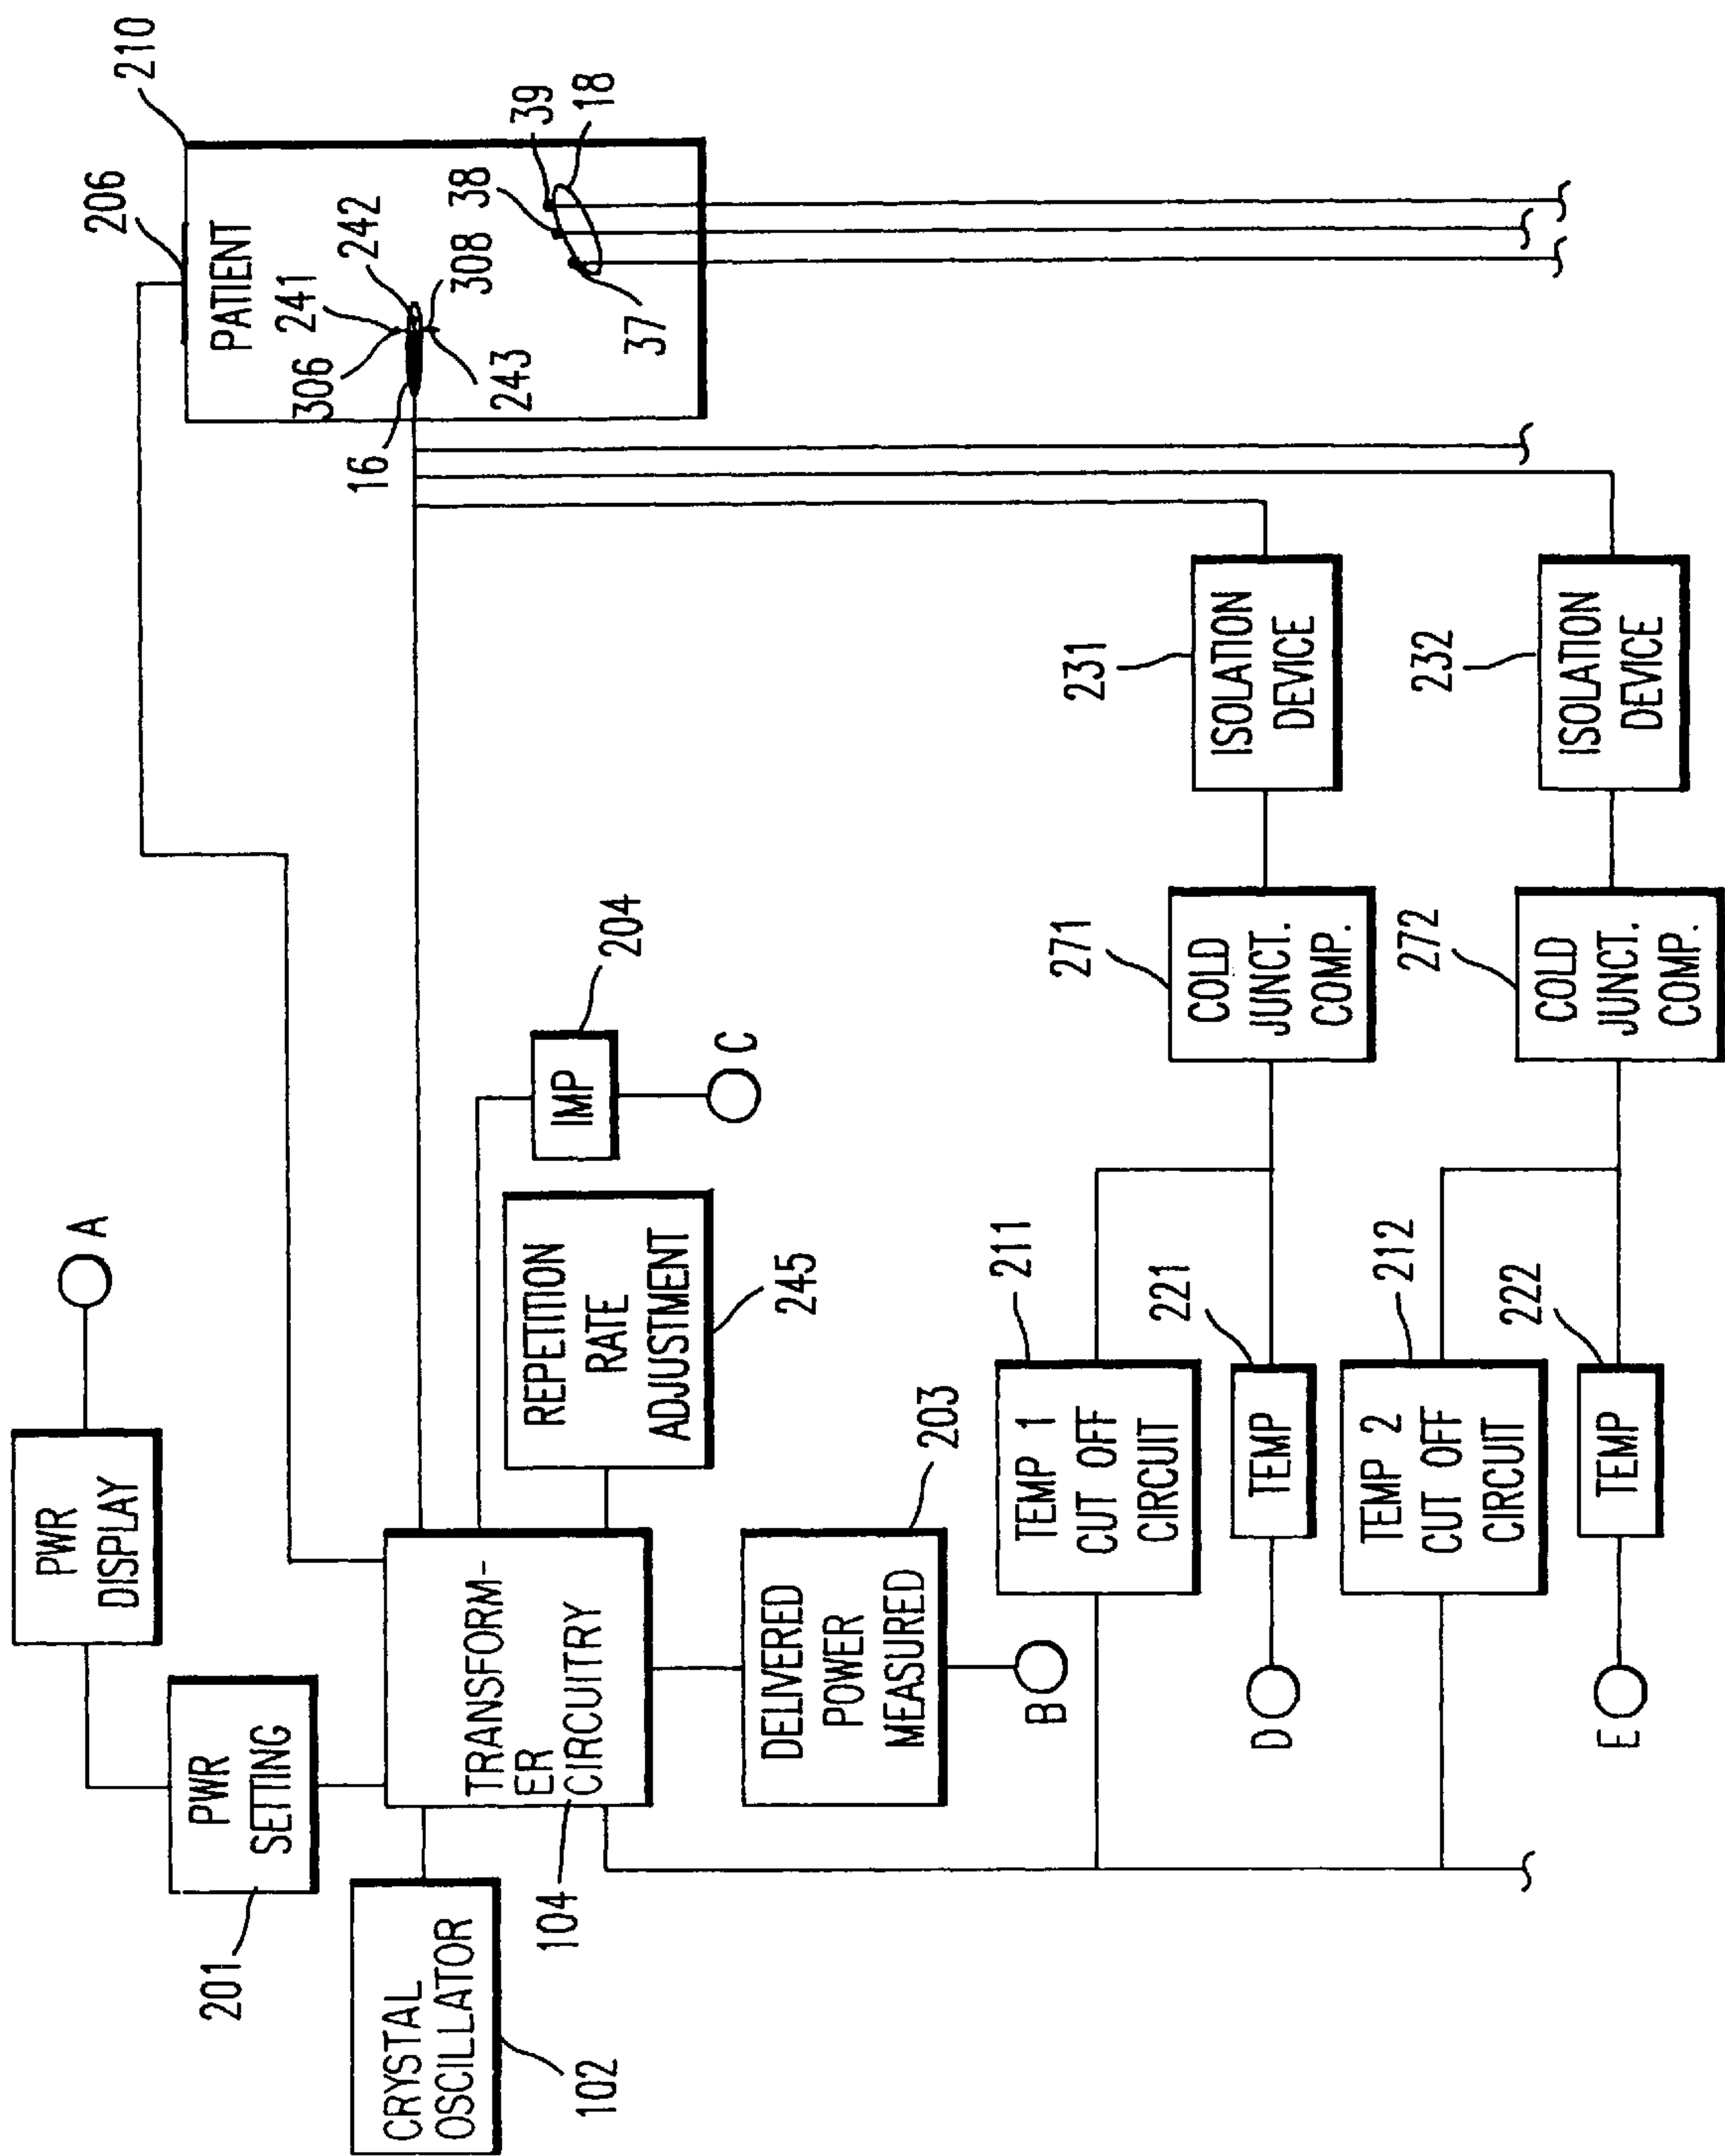 210
206
PATIENT
306
241
242
16
243
308
39
38
18
37
A
PWR
DISPLAY
PWR
SETTING
201
CRYSTAL
OSCILLATOR
102
TRANSFORM-
ER
CIRCUITRY
104
IMP
204
C
REPETITION
RATE
ADJUSTMENT
245
DELIVERED
POWER
MEASURED
203
B
TEMP 1
CUT OFF
CIRCUIT
211
TEMP
221
D
COLD
JUNCT.
COMP.
271
ISOLATION
DEVICE
231
TEMP 2
CUT OFF
CIRCUIT
212
TEMP
222
E
COLD
JUNCT.
COMP.
272
ISOLATION
DEVICE
232